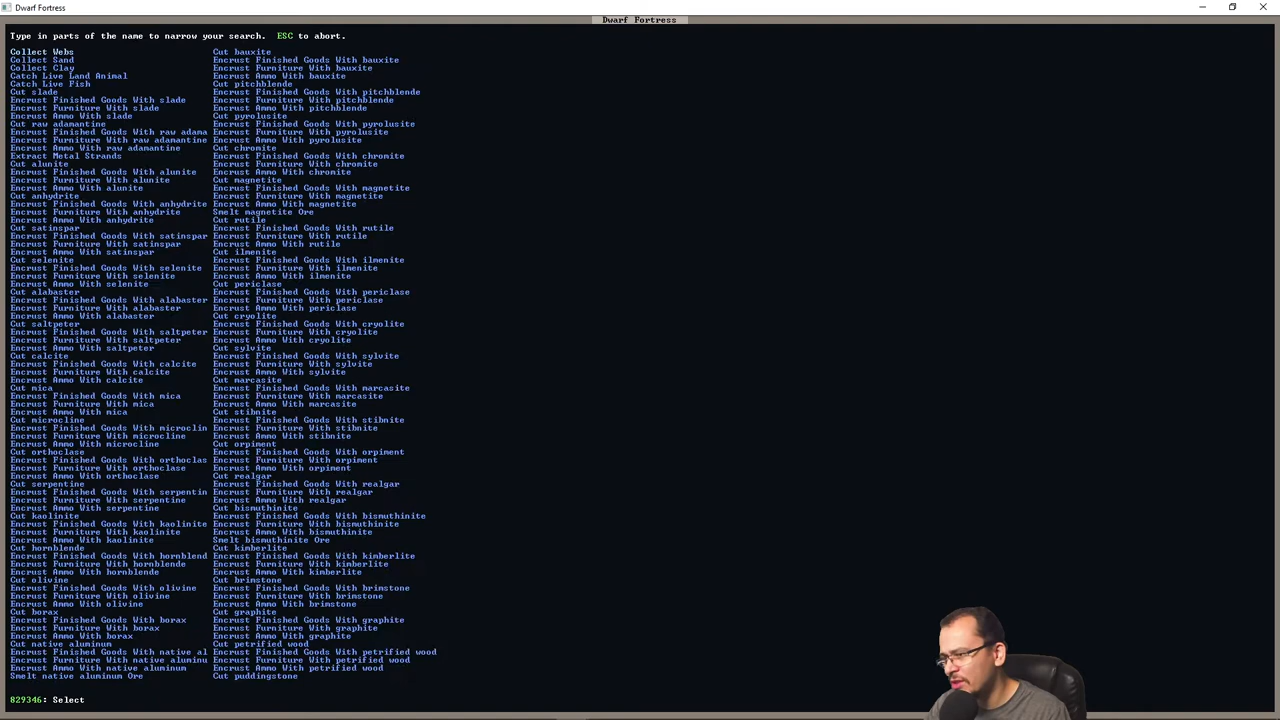 Dwarf Fortress
Dwarf Fortress
Type in parts of the name to narrow your search. ESC to abort.
Collect Webs
Collect Sand
Collect Clay
Catch Live Land Animal
Catch Live Fish
Cut slade
Encrust Finished Goods With slade
Encrust Furniture With slade
Encrust Ammo With slade
Cut raw adamantine
Encrust Finished Goods With raw adama
Encrust Furniture With raw adamantine
Encrust Ammo With raw adamantine
Extract Metal Strands
Cut alunite
Encrust Finished Goods With alunite
Encrust Furniture With alunite
Encrust Ammo With alunite
Cut anhydrite
Encrust Finished Goods With anhydrite
Encrust Furniture With anhydrite
Encrust Ammo With anhydrite
Cut satinspar
Encrust Finished Goods With satinspar
Encrust Furniture With satinspar
Encrust Ammo With satinspar
Cut selenite
Encrust Finished Goods With selenite
Encrust Furniture With selenite
Encrust Ammo With selenite
Cut alabaster
Encrust Finished Goods With alabaster
Encrust Furniture With alabaster
Encrust Ammo With alabaster
Cut saltpeter
Encrust Finished Goods With saltpeter
Encrust Furniture With saltpeter
Encrust Ammo With saltpeter
Cut calcite
Encrust Finished Goods With calcite
Encrust Furniture With calcite
Encrust Ammo With calcite
Cut mica
Encrust Finished Goods With mica
Encrust Furniture With mica
Encrust Ammo With mica
Cut microcline
Encrust Finished Goods With microclin
Encrust Furniture With microcline
Encrust Ammo With microcline
Cut orthoclase
Encrust Finished Goods With orthoclas
Encrust Furniture With orthoclase
Encrust Ammo With orthoclase
Cut serpentine
Encrust Finished Goods With serpentin
Encrust Furniture With serpentine
Encrust Ammo With serpentine
Cut kaolinite
Encrust Finished Goods With kaolinite
Encrust Furniture With kaolinite
Encrust Ammo With kaolinite
Cut hornblende
Encrust Finished Goods With hornblend
Encrust Furniture With hornblende
Encrust Ammo With hornblende
Cut olivine
Encrust Finished Goods With olivine
Encrust Furniture With olivine
Encrust Ammo With olivine
Cut borax
Encrust Finished Goods With borax
Encrust Furniture With borax
Encrust Ammo With borax
Cut native aluminum
Encrust Finished Goods With native al
Encrust Furniture With native aluminu
Encrust Ammo With native aluminum
Smelt native aluminum Ore
Cut bauxite
Encrust Finished Goods With bauxite
Encrust Furniture With bauxite
Encrust Ammo With bauxite
Cut pitchblende
Encrust Finished Goods With pitchblende
Encrust Furniture With pitchblende
Encrust Ammo With pitchblende
Cut pyrolusite
Encrust Finished Goods With pyrolusite
Encrust Furniture With pyrolusite
Encrust Ammo With pyrolusite
Cut chromite
Encrust Finished Goods With chromite
Encrust Furniture With chromite
Encrust Ammo With chromite
Cut magnetite
Encrust Finished Goods With magnetite
Encrust Furniture With magnetite
Encrust Ammo With magnetite
Smelt magnetite Ore
Cut rutile
Encrust Finished Goods With rutile
Encrust Furniture With rutile
Encrust Ammo With rutile
Cut ilmenite
Encrust Finished Goods With ilmenite
Encrust Furniture With ilmenite
Encrust Ammo With ilmenite
Cut periclase
Encrust Finished Goods With periclase
Encrust Furniture With periclase
Encrust Ammo With periclase
Cut cryolite
Encrust Finished Goods With cryolite
Encrust Furniture With cryolite
Encrust Ammo With cryolite
Cut sylvite
Encrust Finished Goods With sylvite
Encrust Furniture With sylvite
Encrust Ammo With sylvite
Cut marcasite
Encrust Finished Goods With marcasite
Encrust Furniture With marcasite
Encrust Ammo With marcasite
Cut stibnite
Encrust Finished Goods With stibnite
Encrust Furniture With stibnite
Encrust Ammo With stibnite
Cut orpiment
Encrust Finished Goods With orpiment
Encrust Furniture With orpiment
Encrust Ammo With orpiment
Cut realgar
Encrust Finished Goods With realgar
Encrust Furniture With realgar
Encrust Ammo With realgar
Cut bismuthinite
Encrust Finished Goods With bismuthinite
Encrust Furniture With bismuthinite
Encrust Ammo With bismuthinite
Smelt bismuthinite Ore
Cut kimberlite
Encrust Finished Goods With kimberlite
Encrust Furniture With kimberlite
Encrust Ammo With kimberlite
Cut brimstone
Encrust Finished Goods With brimstone
Encrust Furniture With brimstone
Encrust Ammo With brimstone
Cut graphite
Encrust Finished Goods With graphite
Encrust Furniture With graphite
Encrust Ammo With graphite
Cut petrified wood
Encrust Finished Goods With petrified wood
Encrust Furniture With petrified wood
Encrust Ammo With petrified wood
Cut puddingstone
829346: Select